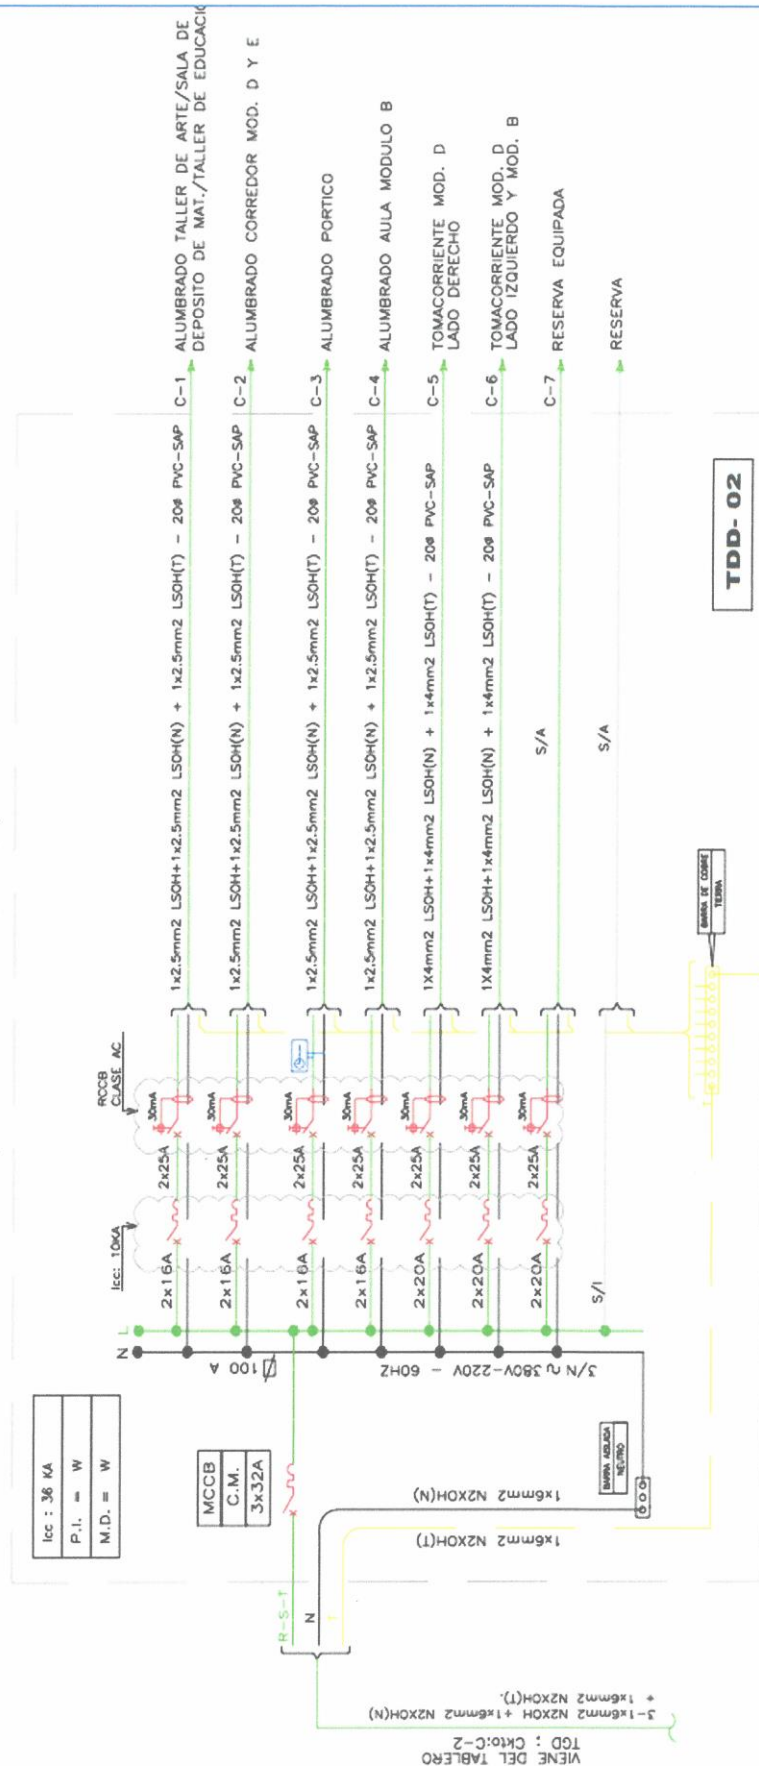 Icc : 36 KA
P.I. = W
M.D. = W
MCCB
C.M.
3x32A
VIENE DEL TABLERO
TGD ; Ckto:C-2
3-1x6mm2 N2XOH +1x6mm2 N2XOH(N)
+ 1x6mm2 N2XOH(T).
R-S-T
N
T
1x6mm2 N2XOH(N)
1x6mm2 N2XOH(T)
BARRA AISLADA
NEUTRO
N
L
100 A
3/N ~ 380V-220V - 60HZ
Icc: 10KA
RCCB
CLASE AC
2x16A
2x25A
30mA
1x2.5mm2 LSOH+1x2.5mm2 LSOH(N) + 1x2.5mm2 LSOH(T) - 20ø PVC-SAP
C-1
ALUMBRADO TALLER DE ARTE/SALA DE
DEPOSITO DE MAT./TALLER DE EDUCACI
2x16A
2x25A
30mA
1x2.5mm2 LSOH+1x2.5mm2 LSOH(N) + 1x2.5mm2 LSOH(T) - 20ø PVC-SAP
C-2
ALUMBRADO CORREDOR MOD. D Y E
2x16A
2x25A
30mA
1x2.5mm2 LSOH+1x2.5mm2 LSOH(N) + 1x2.5mm2 LSOH(T) - 20ø PVC-SAP
C-3
ALUMBRADO PORTICO
2x16A
2x25A
30mA
1x2.5mm2 LSOH+1x2.5mm2 LSOH(N) + 1x2.5mm2 LSOH(T) - 20ø PVC-SAP
C-4
ALUMBRADO AULA MODULO B
2x20A
2x25A
30mA
1X4mm2 LSOH+1x4mm2 LSOH(N) + 1x4mm2 LSOH(T) - 20ø PVC-SAP
C-5
TOMACORRIENTE MOD. D
LADO DERECHO
2x20A
2x25A
30mA
1X4mm2 LSOH+1x4mm2 LSOH(N) + 1x4mm2 LSOH(T) - 20ø PVC-SAP
C-6
TOMACORRIENTE MOD. D
LADO IZQUIERDO Y MOD. B
2x20A
2x25A
30mA
S/A
C-7
RESERVA EQUIPADA
S/I
S/A
RESERVA
BARRA DE COBRE
TIERRA
T
TDD- 02